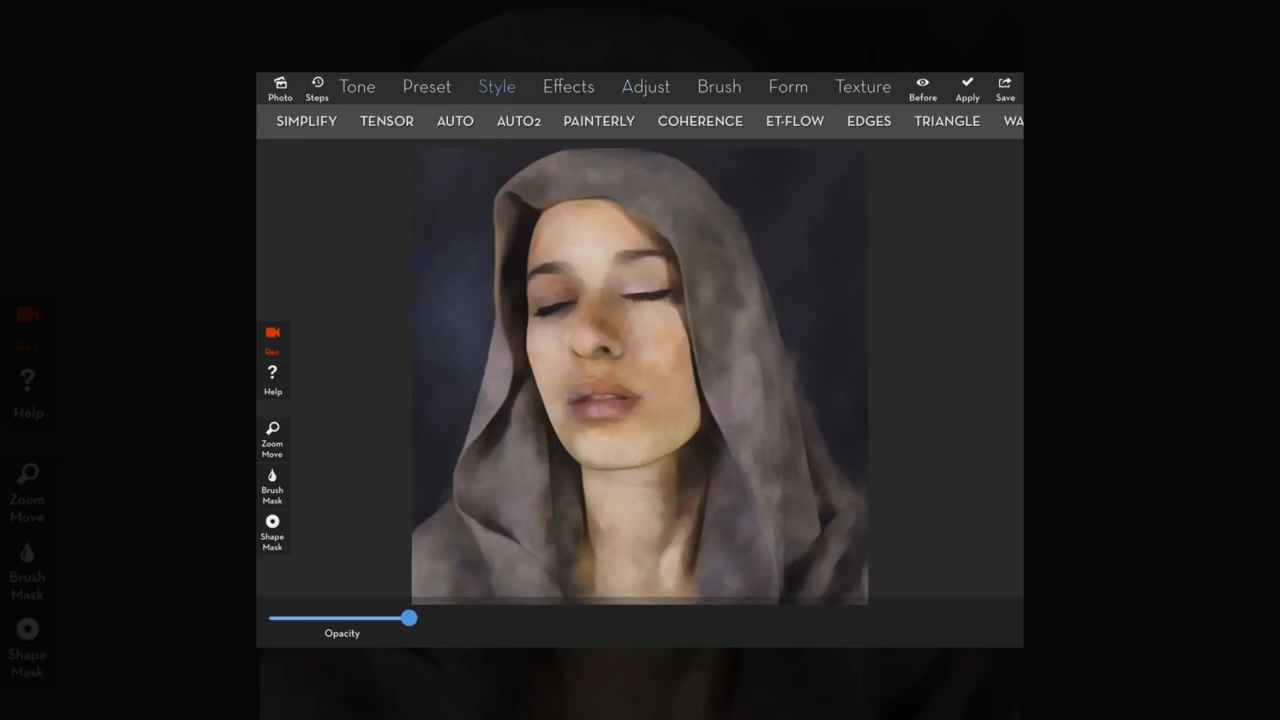 Photo
Steps
Tone
Preset
Style
Effects
Adjust
Brush
Form
Texture
Before
Apply
Save
SIMPLIFY
TENSOR
AUTO
AUTO2
PAINTERLY
COHERENCE
ET-FLOW
EDGES
TRIANGLE
WA
Rec
Help
Zoom
Move
Brush
Mask
Shape
Mask
Opacity
Rec
Help
Zoom
Move
Brush
Mask
Shape
Mask